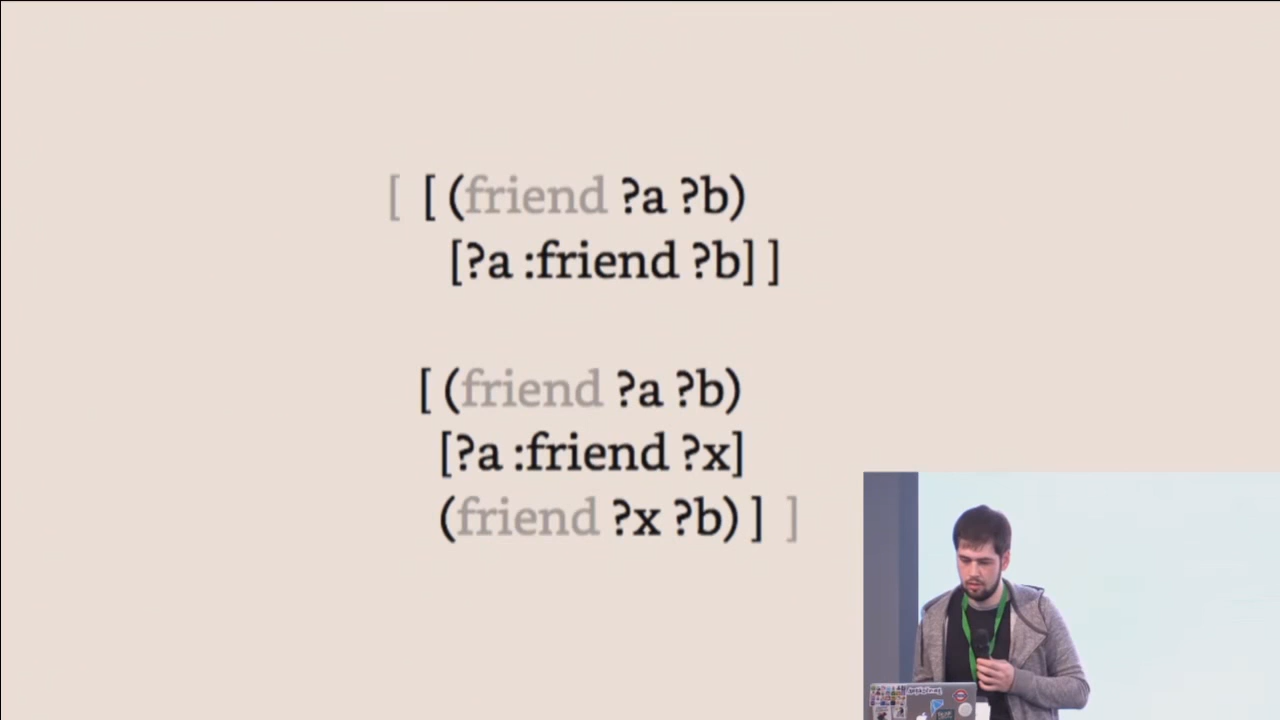 [ [ (friend ?a ?b)
[?a :friend ?b] ]
[ (friend ?a ?b)
[?a :friend ?x]
(friend ?x ?b) ] ]